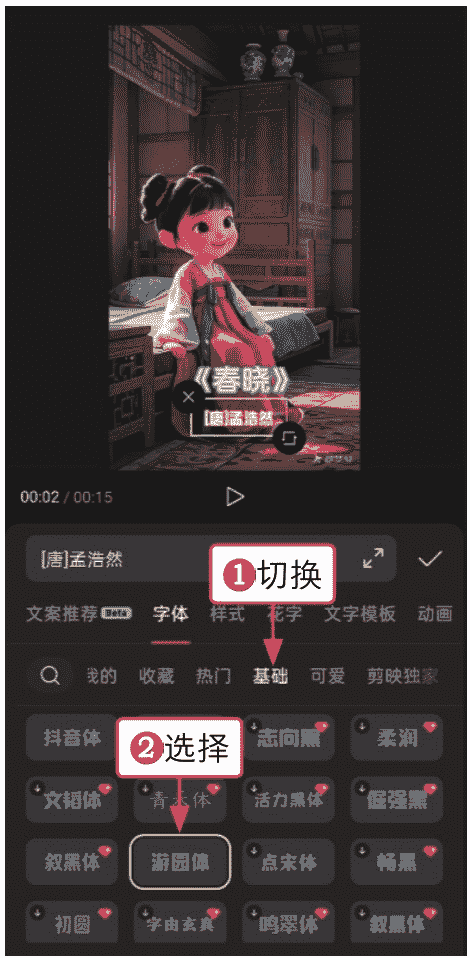 《春晓》
[唐]孟浩然
00:02 / 00:15
[唐]孟浩然
❶切换
文案推荐 字体 样式 花字 文字模板 动画
我的 收藏 热门 基础 可爱 剪映独家
抖音体 志向黑 柔润
❷选择
文韬体 青禾体 活力黑体 倔强黑
叙黑体 游园体 点宋体 畅黑
初圆 字由玄真 鸣翠体 叙黑体